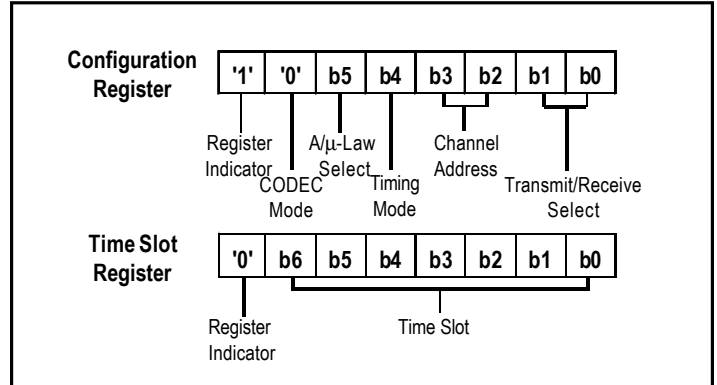 Configuration
Register
'1' '0' b5 b4 b3 b2 b1 b0
Register
Indicator
CODEC
Mode
A/μ-Law
Select
Timing
Mode
Channel
Address
Transmit/Receive
Select
Time Slot
Register
'0' b6 b5 b4 b3 b2 b1 b0
Register
Indicator
Time Slot